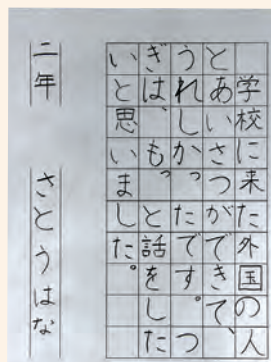 学校に来た外国の人
とあいさつができて、
うれしかったです。つ
ぎは、もっと話をした
いと思いました。
二年　さとうはな